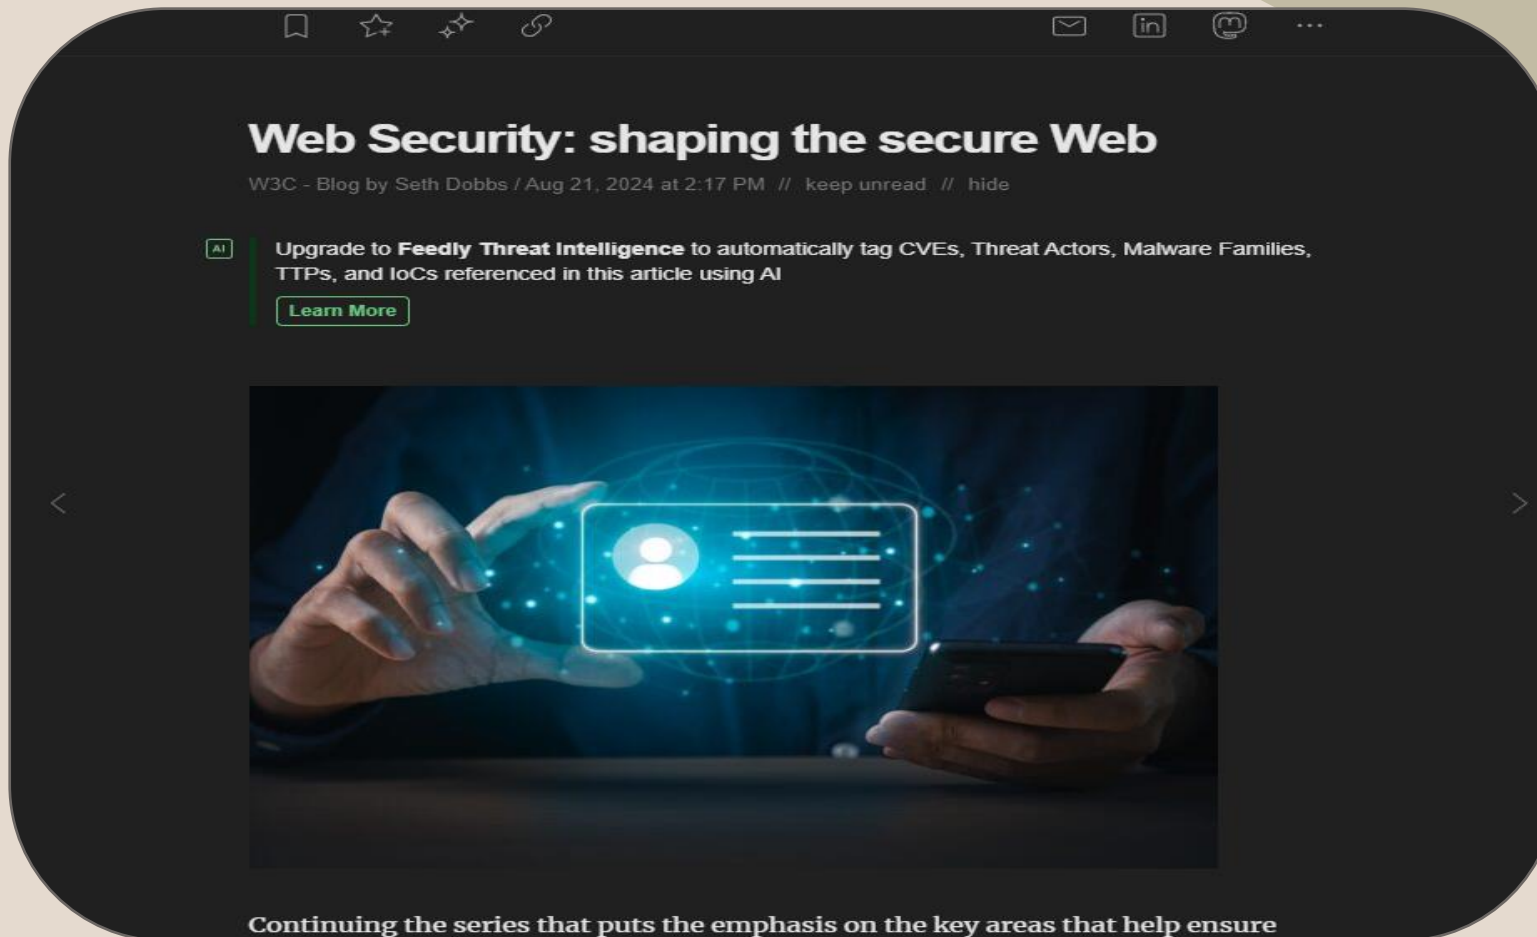 Web Security: shaping the secure Web
W3C - Blog by Seth Dobbs / Aug 21, 2024 at 2:17 PM // keep unread // hide
AI
Upgrade to Feedly Threat Intelligence to automatically tag CVEs, Threat Actors, Malware Families,
TTPs, and IoCs referenced in this article using AI
Learn More
Continuing the series that puts the emphasis on the key areas that help ensure